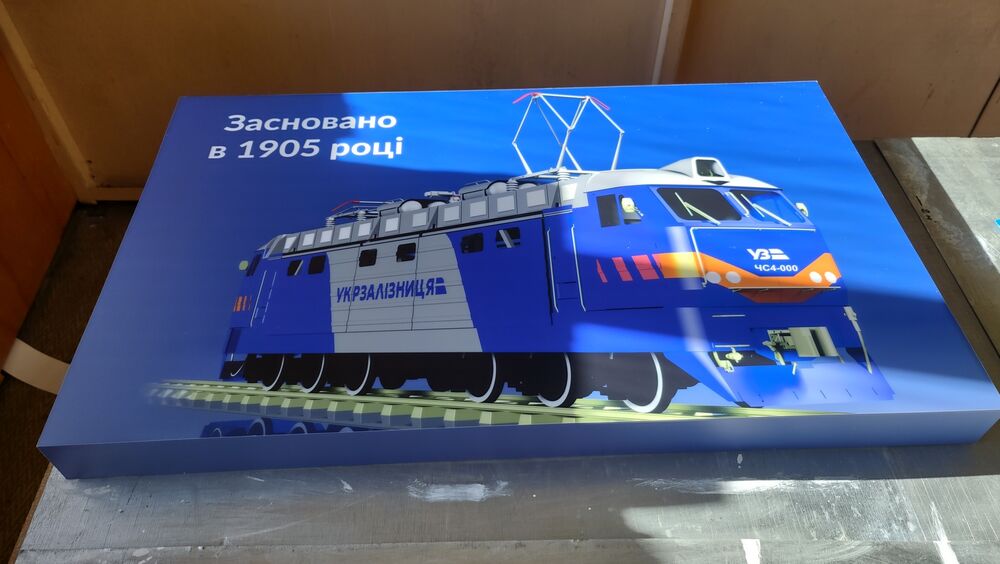 Засновано
в 1905 році
УКРЗАЛІЗНИЦЯ
УЗ
ЧС4-000